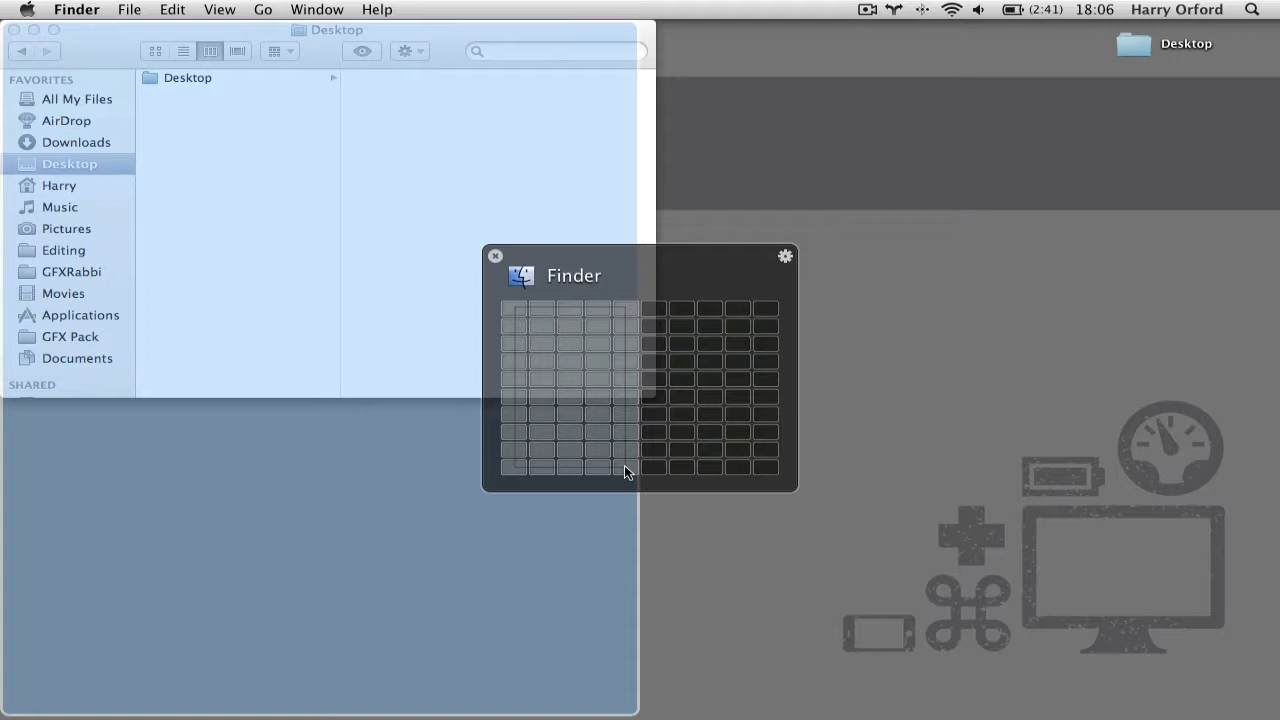 Finder File Edit View Go Window Help (2:41) 18:06 Harry Orford
Desktop
Desktop
FAVORITES
Desktop
All My Files
AirDrop
Downloads
Desktop
Harry
Music
Pictures
Editing
GFXRabbi
Movies
Applications
GFX Pack
Documents
SHARED
Finder